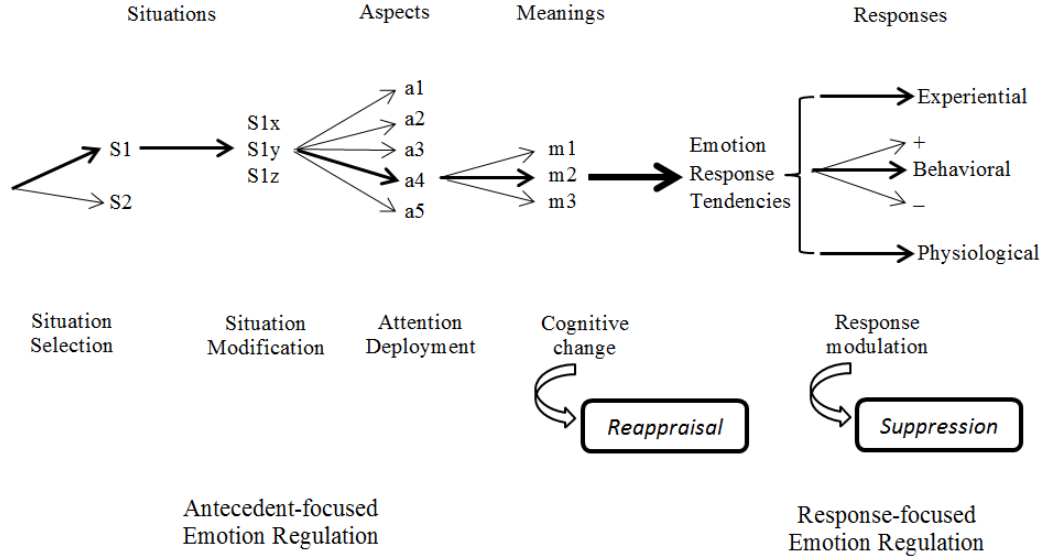 Situations
Aspects
Meanings
Responses
S1
S2
S1x
S1y
S1z
a1
a2
a3
a4
a5
m1
m2
m3
Emotion
Response
Tendencies
Experiential
+
Behavioral
_
Physiological
Situation
Selection
Situation
Modification
Attention
Deployment
Cognitive
change
Response
modulation
Reappraisal
Suppression
Antecedent-focused
Emotion Regulation
Response-focused
Emotion Regulation